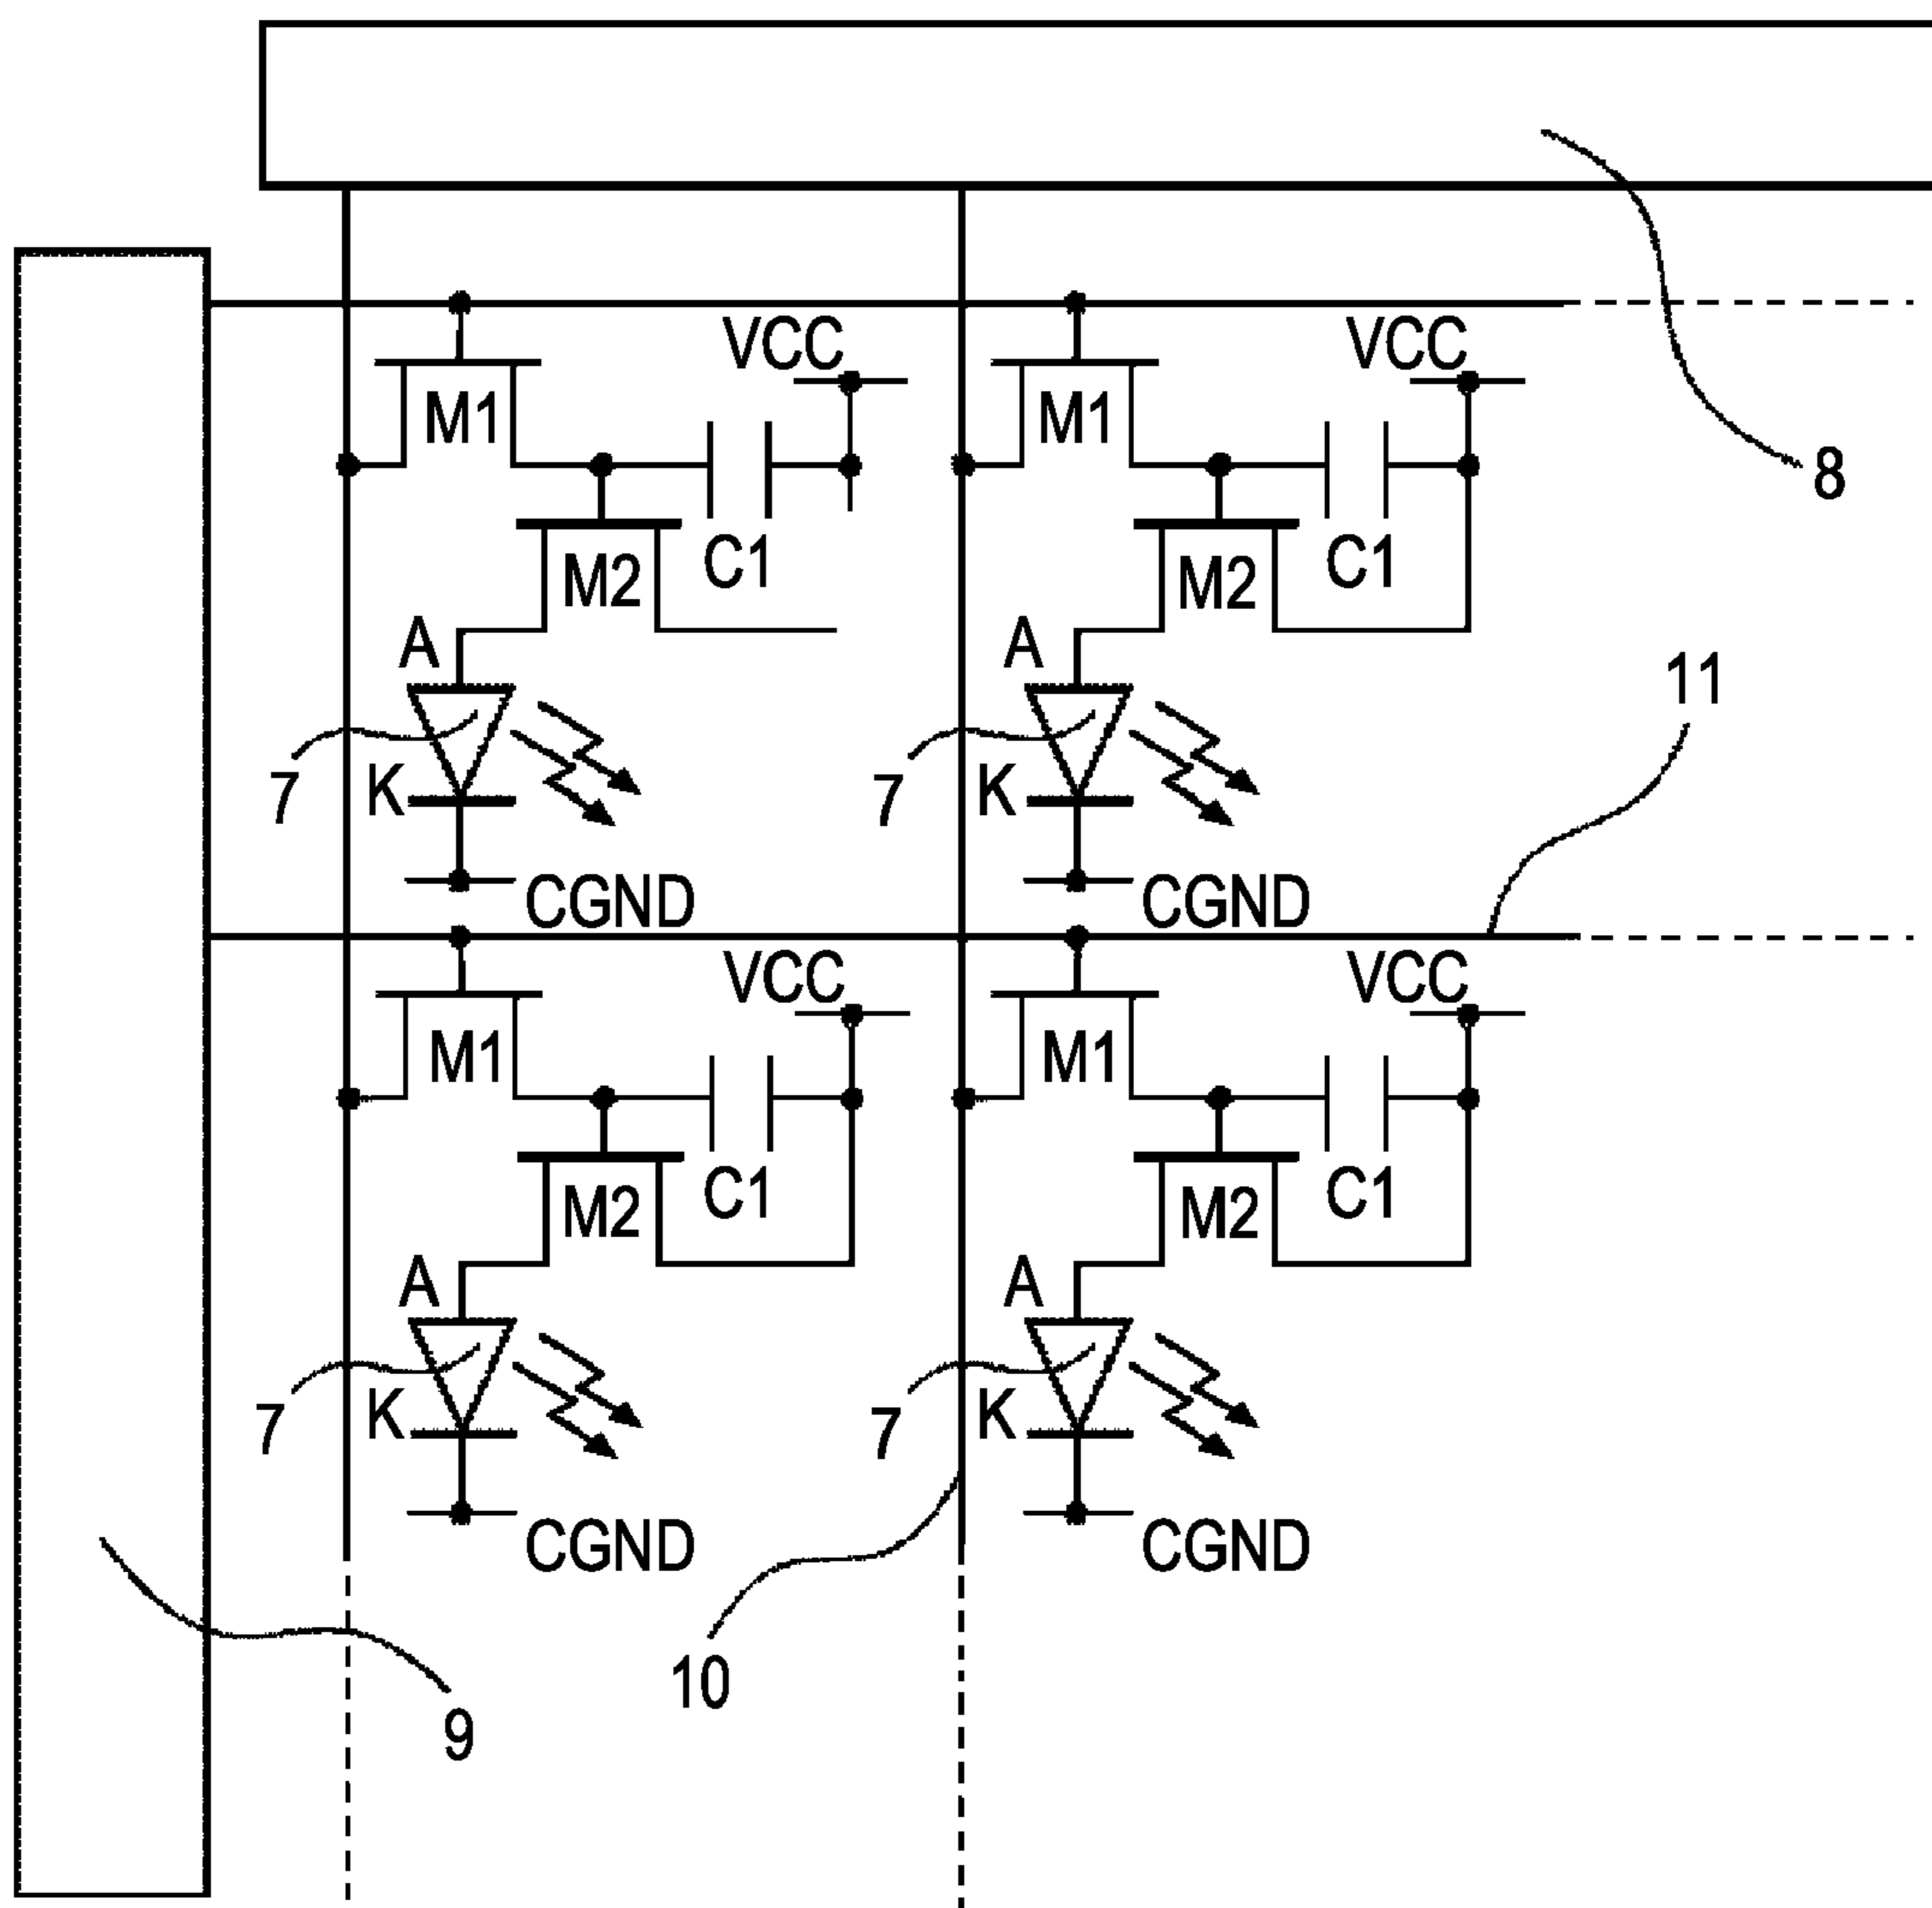 VCC VCC
M1 M1
8
C1 C1
M2 M2
A A
11
7 K 7 K
CGND CGND
VCC VCC
M1 M1
C1 C1
M2 M2
A A
7 K 7 K
CGND CGND
10
9